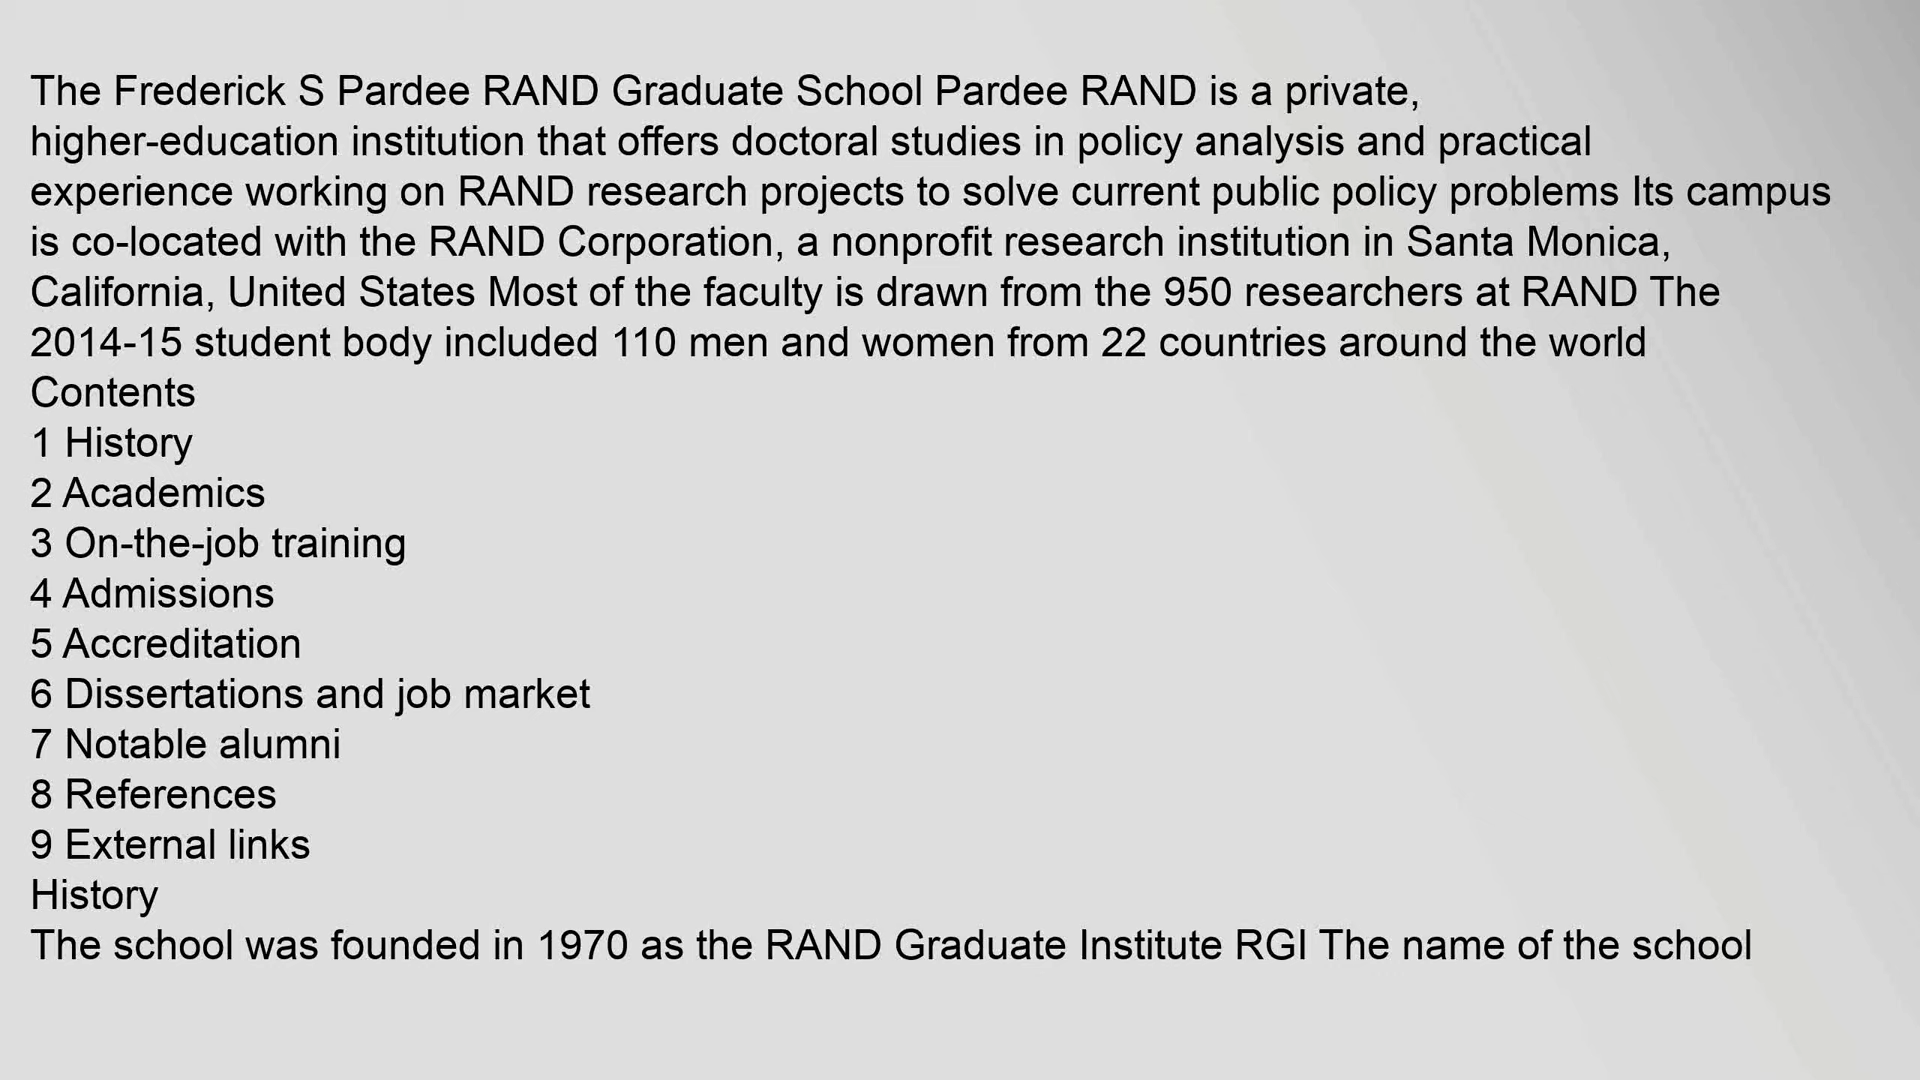 The Frederick S Pardee RAND Graduate School Pardee RAND is a private,
higher-education institution that offers doctoral studies in policy analysis and practical
experience working on RAND research projects to solve current public policy problems Its campus
is co-located with the RAND Corporation, a nonprofit research institution in Santa Monica,
California, United States Most of the faculty is drawn from the 950 researchers at RAND The
2014-15 student body included 110 men and women from 22 countries around the world
Contents
1 History
2 Academics
3 On-the-job training
4 Admissions
5 Accreditation
6 Dissertations and job market
7 Notable alumni
8 References
9 External links
History
The school was founded in 1970 as the RAND Graduate Institute RGI The name of the school